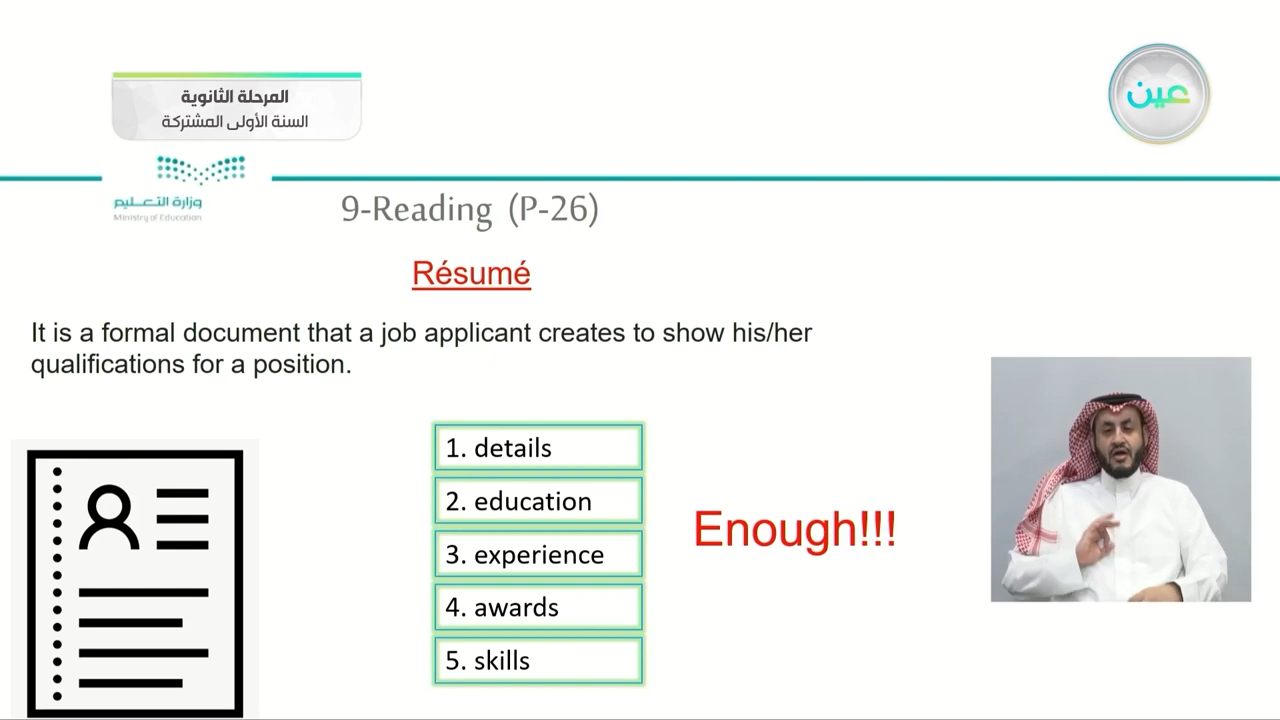 المرحلة الثانوية
السنة الأولى المشتركة
عين
وزارة التعليم
Ministry of Education
9-Reading (P-26)
Résumé
It is a formal document that a job applicant creates to show his/her
qualifications for a position.
1. details
2. education
3. experience
4. awards
5. skills
Enough!!!